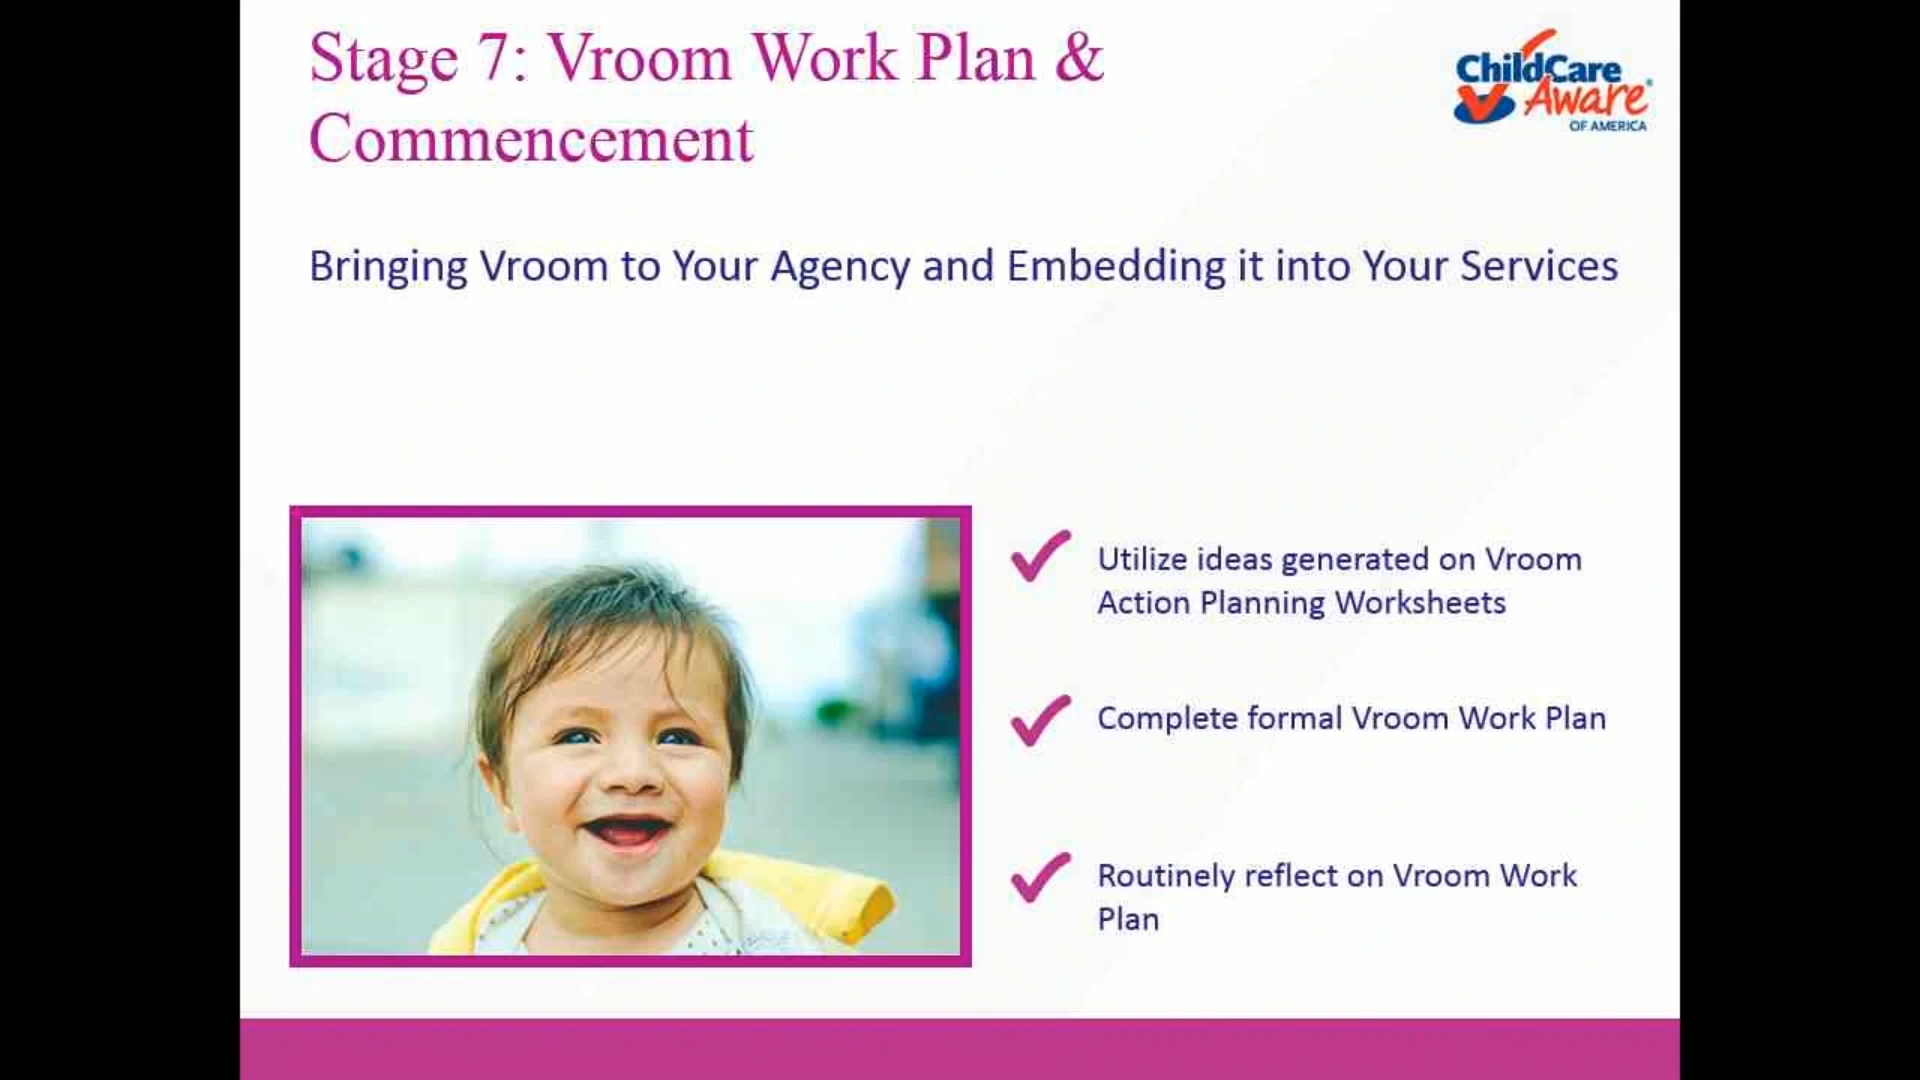 Stage 7: Vroom Work Plan &
Commencement
ChildCare
Aware®
OF AMERICA
Bringing Vroom to Your Agency and Embedding it into Your Services
Utilize ideas generated on Vroom
Action Planning Worksheets
Complete formal Vroom Work Plan
Routinely reflect on Vroom Work
Plan